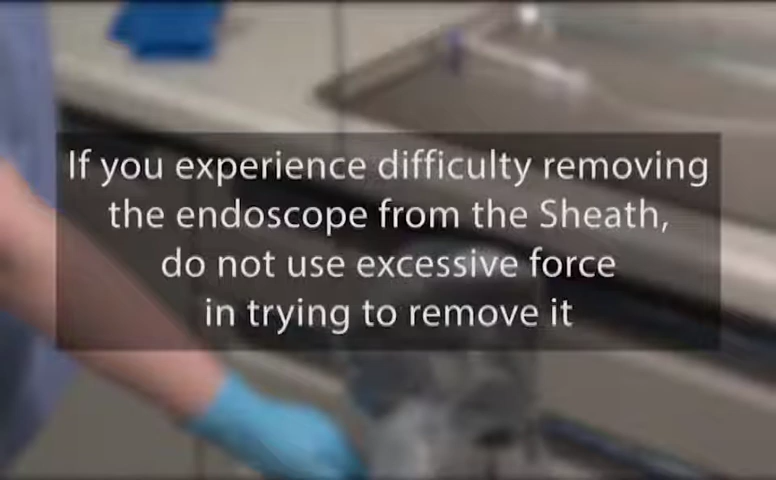 If you experience difficulty removing
the endoscope from the Sheath,
do not use excessive force
in trying to remove it